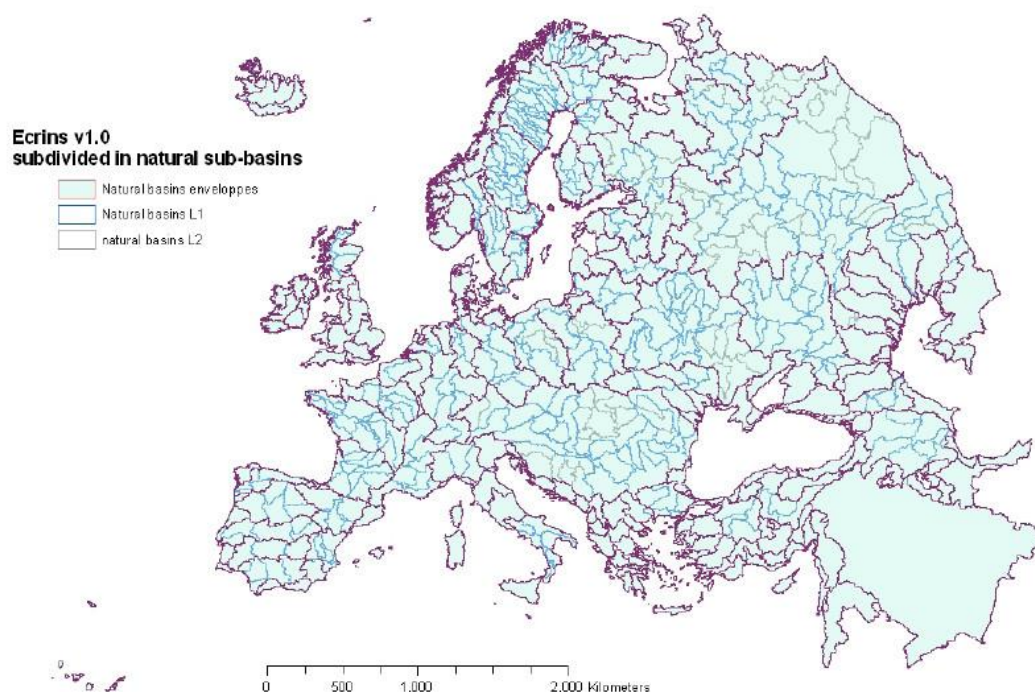 Ecrins v1.0
subdivided in natural sub-basins
Natural basins enveloppes
Natural basins L1
natural basins L2
0 500 1.000 2.000 Kilometers